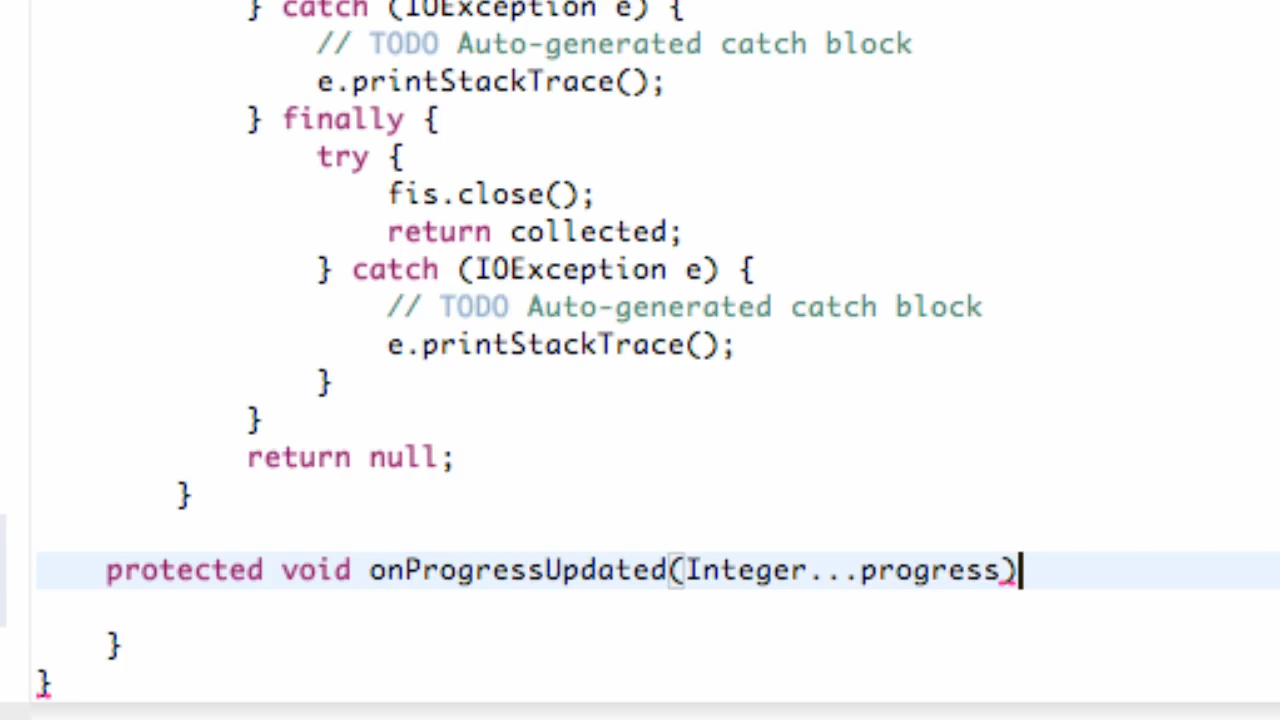 } catch (IOException e) {
// TODO Auto-generated catch block
e.printStackTrace();
} finally {
try {
fis.close();
return collected;
} catch (IOException e) {
// TODO Auto-generated catch block
e.printStackTrace();
}
}
return null;
}
protected void onProgressUpdated(Integer...progress)
}
}